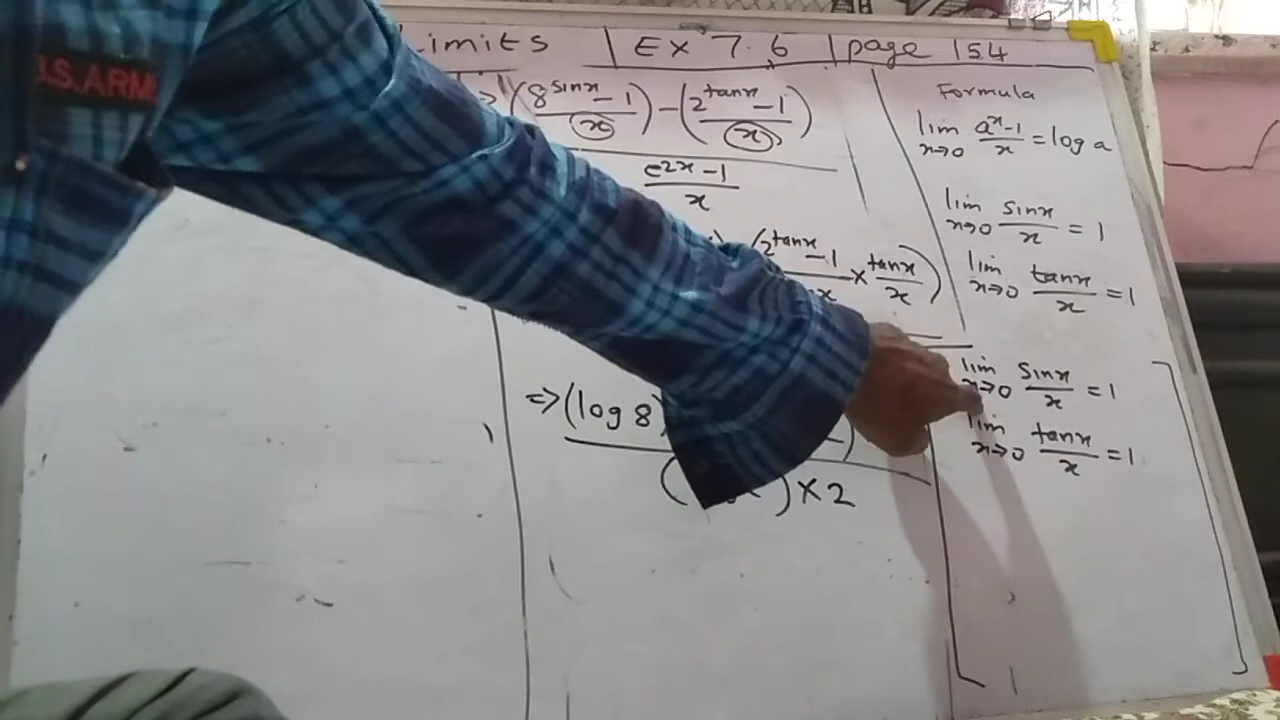 Limits | Ex 7.6 | page 154
=> (8^sinx - 1 / x) - (2^tanx - 1 / x)
e^2x - 1 / x
(2^tanx - 1 / x × tanx / x)
=> (log 8)
( ) × 2
Formula
lim x→0 a^x - 1 / x = log a
lim x→0 sinx / x = 1
lim x→0 tanx / x = 1
lim x→0 sinx / x = 1
lim x→0 tanx / x = 1
S.ARM